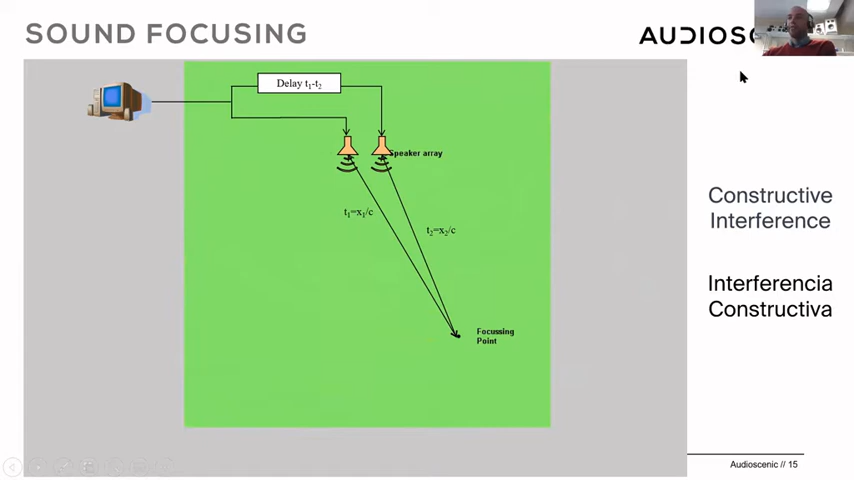 SOUND FOCUSING
AUDIOSC
Delay t₁-t₂
Speaker array
t₁=x₁/c
t₂=x₂/c
Focussing
Point
Constructive
Interference
Interferencia
Constructiva
Audioscenic // 15